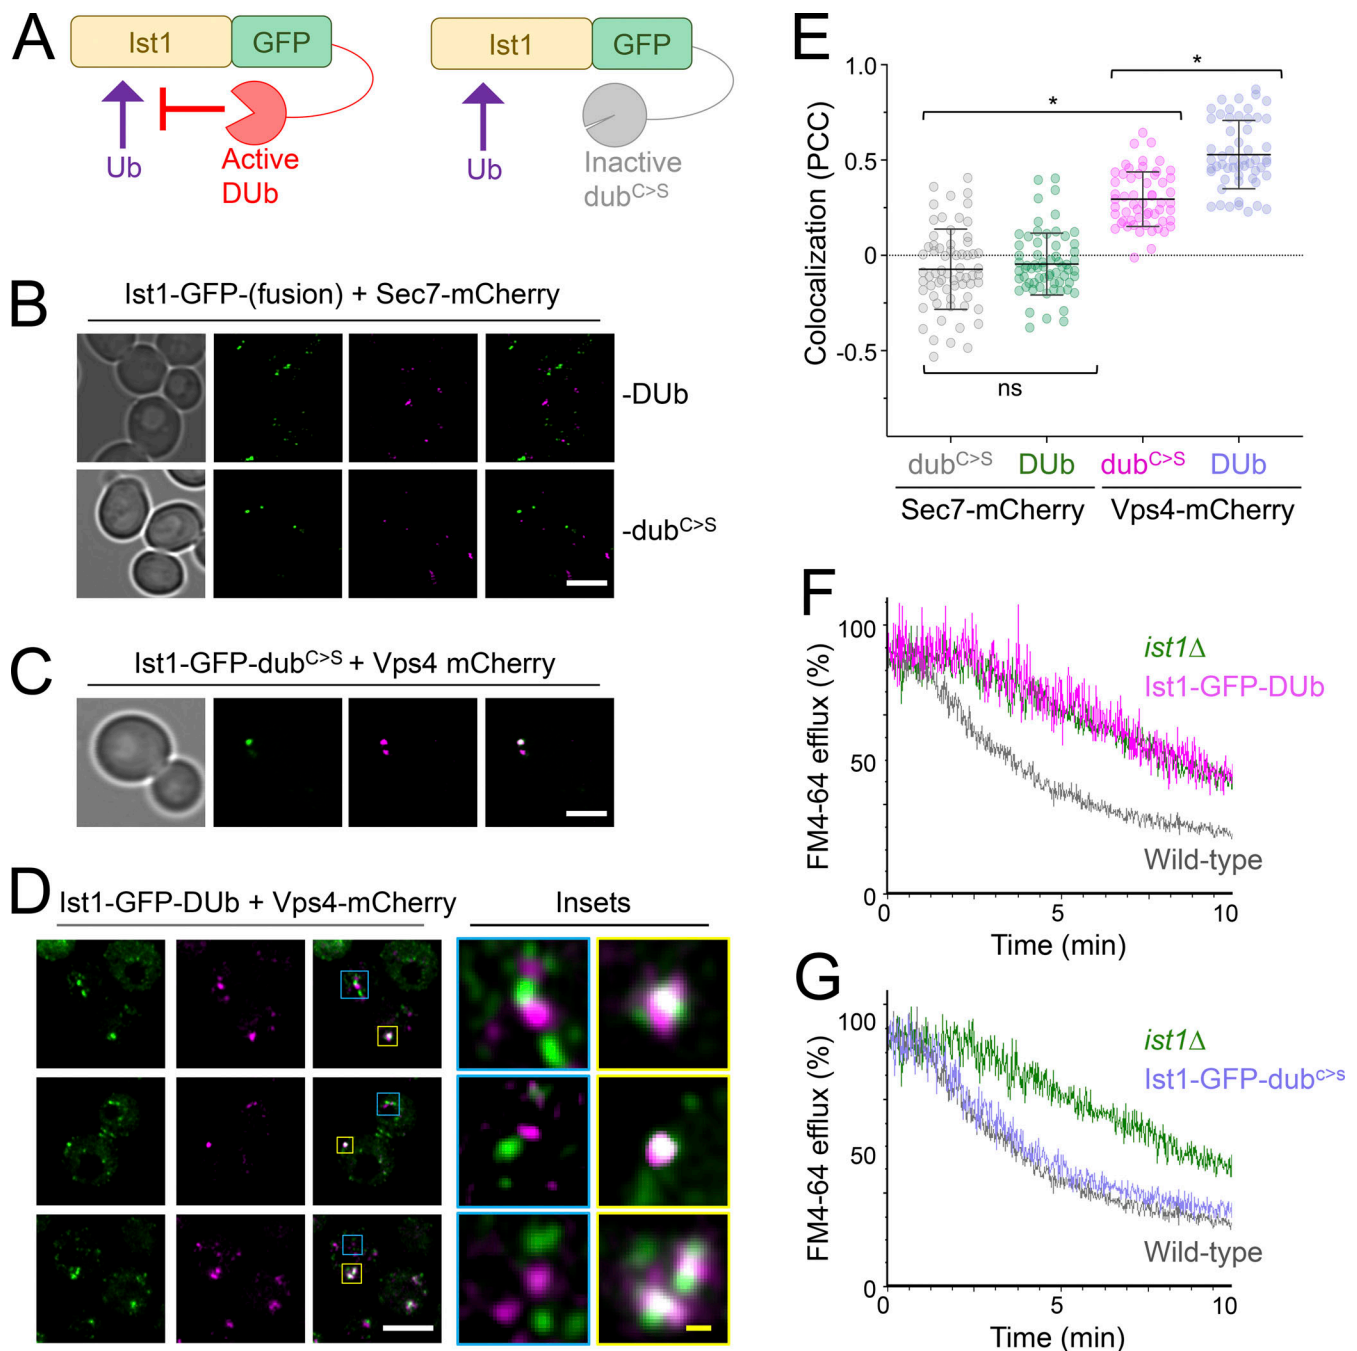 A
Ist1
GFP
Ub
Active
DUb
Ist1
GFP
Ub
Inactive
dub^C>S
B
Ist1-GFP-(fusion) + Sec7-mCherry
-DUb
-dub^C>S
C
Ist1-GFP-dub^C>S + Vps4 mCherry
D
Ist1-GFP-DUb + Vps4-mCherry
Insets
E
Colocalization (PCC)
1.0
0.5
0
-0.5
*
*
ns
dub^C>S
DUb
dub^C>S
DUb
Sec7-mCherry
Vps4-mCherry
F
FM4-64 efflux (%)
100
50
0
ist1Δ
Ist1-GFP-DUb
Wild-type
0
5
10
Time (min)
G
FM4-64 efflux (%)
100
50
0
ist1Δ
Ist1-GFP-dub^c>s
Wild-type
0
5
10
Time (min)